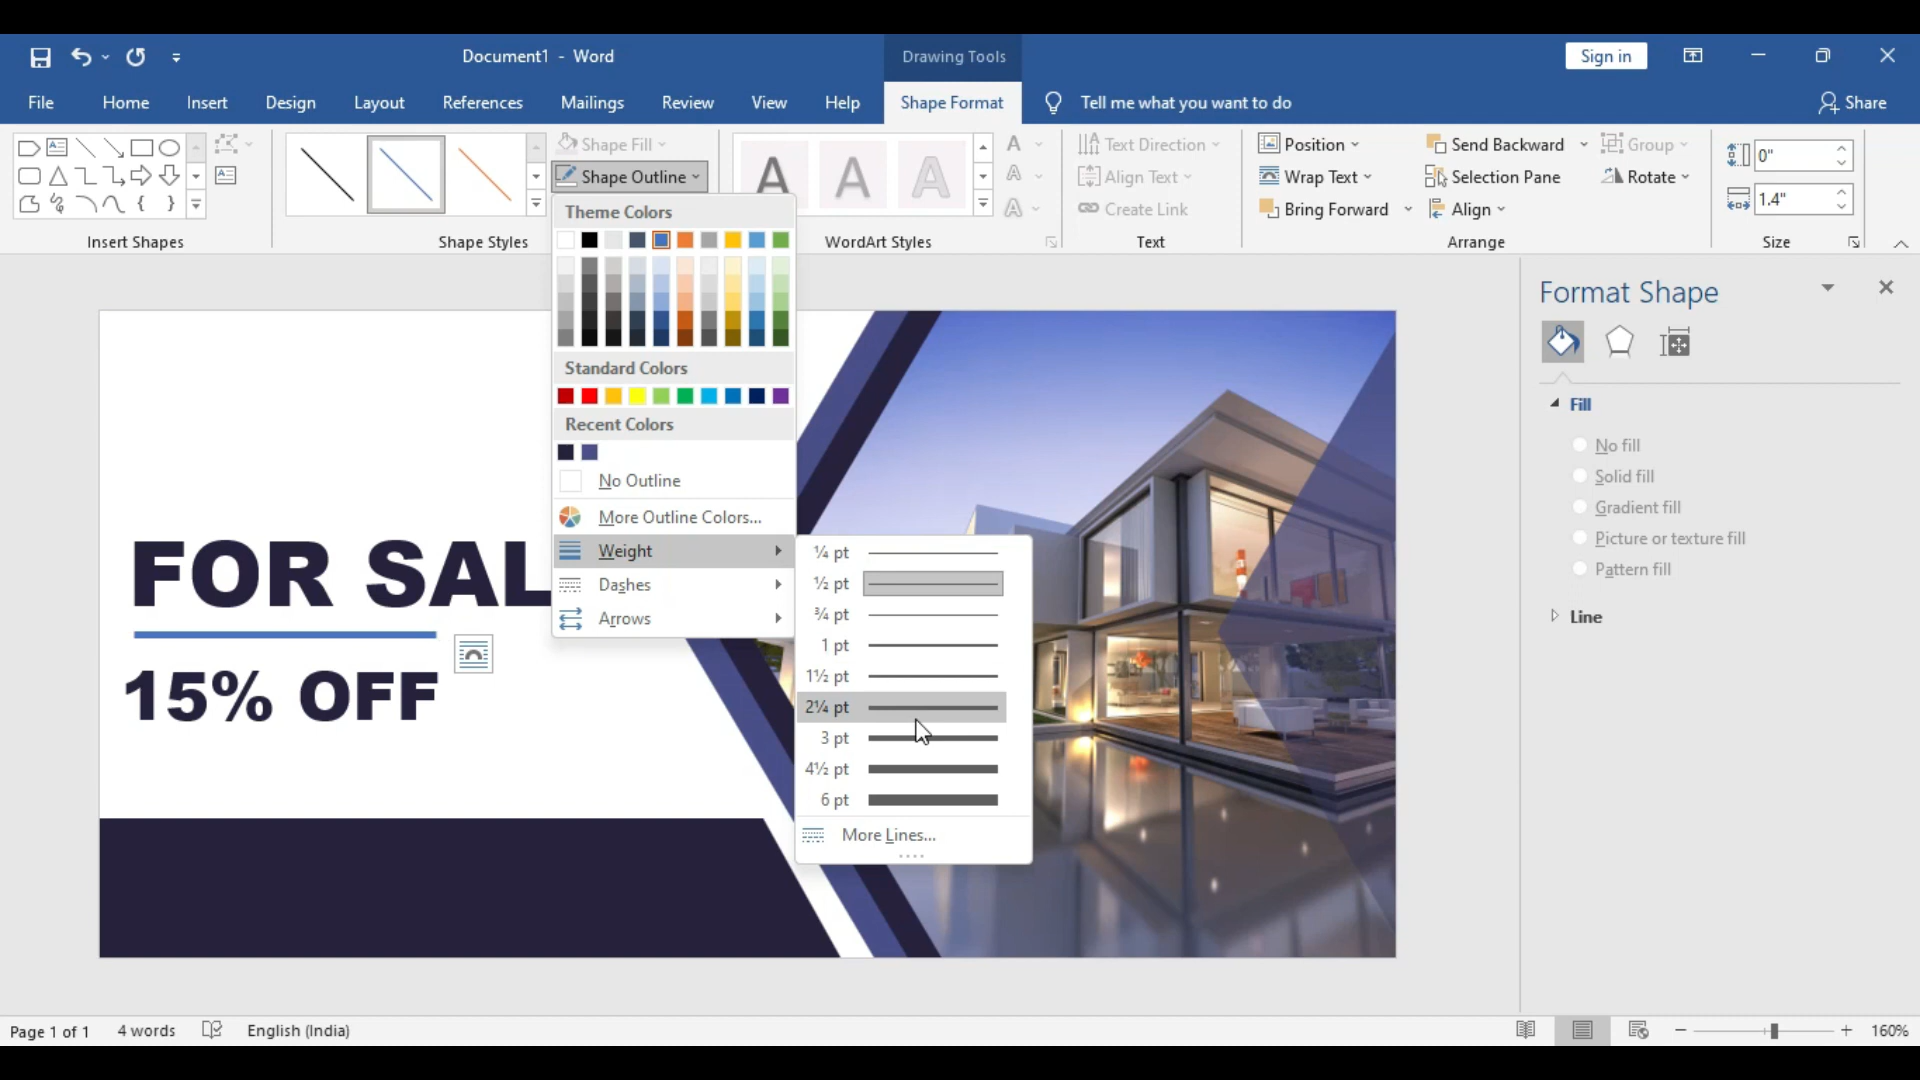 Document1 - Word
Drawing Tools
Sign in
File Home Insert Design Layout References Mailings Review View Help Shape Format Tell me what you want to do Share
Shape Fill
Shape Outline
Text Direction
Align Text
Create Link
Position
Wrap Text
Bring Forward
Send Backward
Selection Pane
Align
Group
Rotate
0"
1.4"
Insert Shapes
Shape Styles
WordArt Styles
Text
Arrange
Size
Theme Colors
Standard Colors
Recent Colors
No Outline
More Outline Colors...
Weight
Dashes
Arrows
¼ pt
½ pt
¾ pt
1 pt
1½ pt
2¼ pt
3 pt
4½ pt
6 pt
More Lines...
FOR SAL
15% OFF
Format Shape
Fill
No fill
Solid fill
Gradient fill
Picture or texture fill
Pattern fill
Line
Page 1 of 1 4 words English (India) 160%